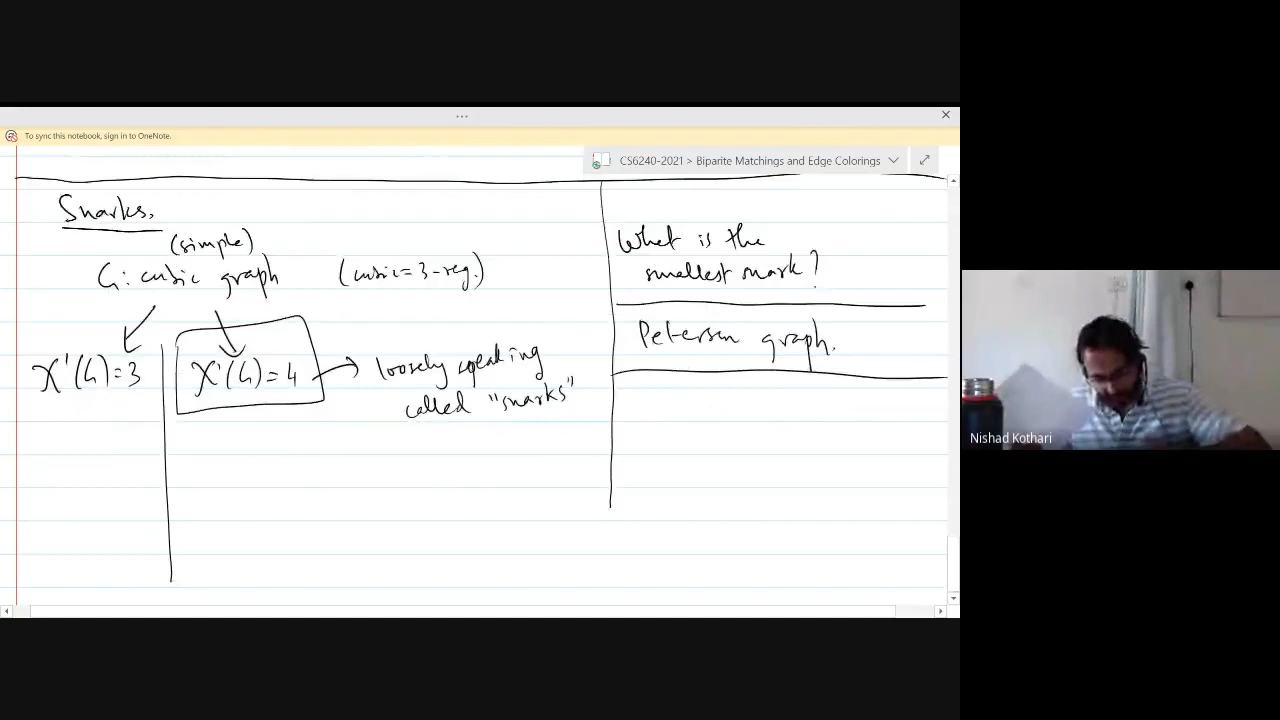 To sync this notebook, sign in to OneNote.
CS6240-2021 > Biparite Matchings and Edge Colorings
Snarks.
(simple)
G: cubic graph (cubic = 3-reg.)
χ'(G) = 3
χ'(G) = 4
loosely speaking
called "snarks"
What is the
smallest snark?
Petersen graph.
Nishad Kothari